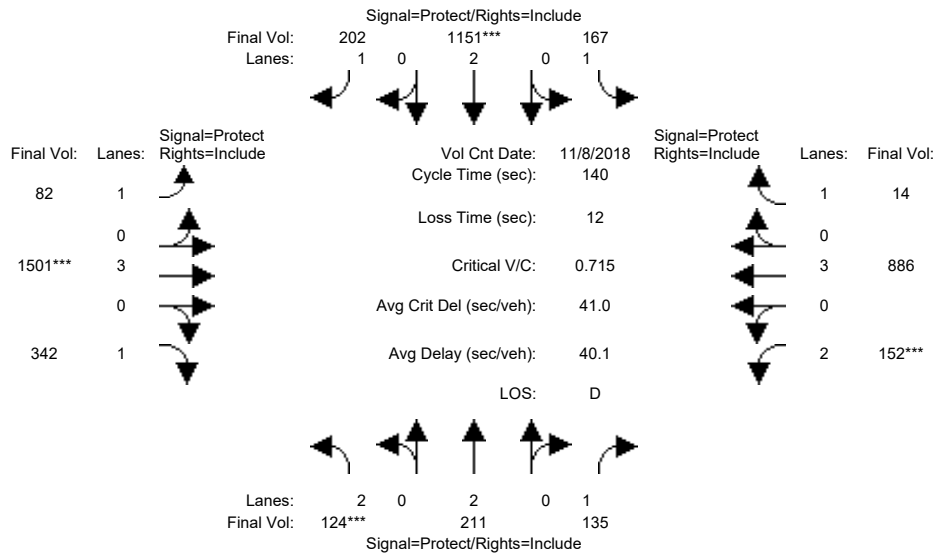 Signal=Protect/Rights=Include
Final Vol: 202 1151*** 167
Lanes: 1 0 2 0 1
Signal=Protect
Final Vol: Lanes: Rights=Include
Vol Cnt Date: 11/8/2018
Signal=Protect
Rights=Include Lanes: Final Vol:
Cycle Time (sec): 140
82 1
1 14
Loss Time (sec): 12
0
0
1501*** 3
Critical V/C: 0.715
3 886
0
Avg Crit Del (sec/veh): 41.0
0
342 1
Avg Delay (sec/veh): 40.1
2 152***
LOS: D
Lanes: 2 0 2 0 1
Final Vol: 124*** 211 135
Signal=Protect/Rights=Include